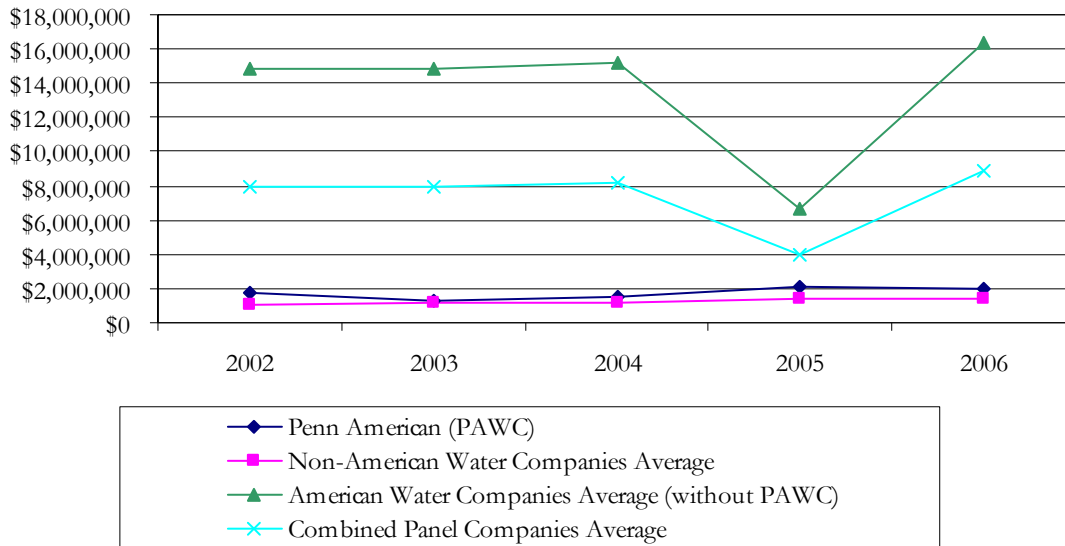 $18,000,000
$16,000,000
$14,000,000
$12,000,000
$10,000,000
$8,000,000
$6,000,000
$4,000,000
$2,000,000
$0
2002 2003 2004 2005 2006
Penn American (PAWC)
Non-American Water Companies Average
American Water Companies Average (without PAWC)
Combined Panel Companies Average